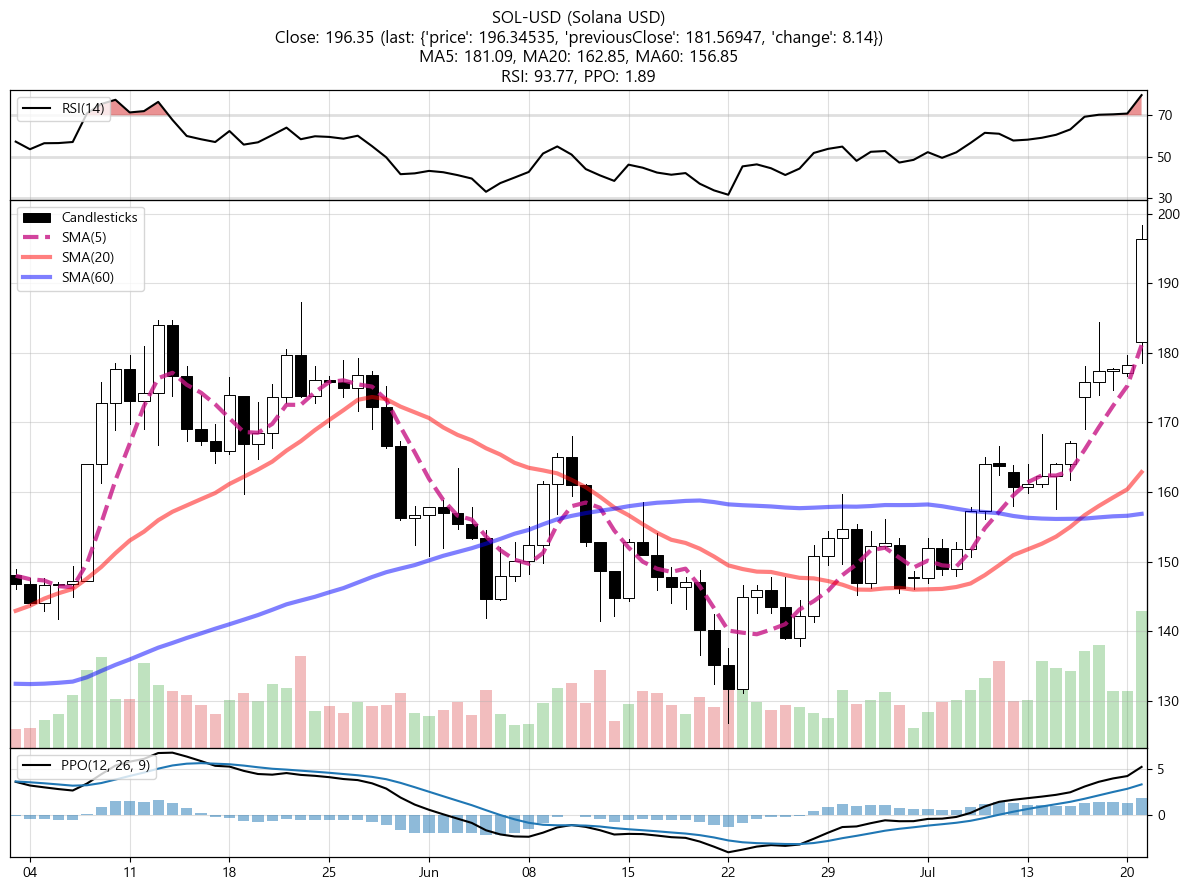 SOL-USD (Solana USD)
Close: 196.35 (last: {'price': 196.34535, 'previousClose': 181.56947, 'change': 8.14})
MA5: 181.09, MA20: 162.85, MA60: 156.85
RSI: 93.77, PPO: 1.89
RSI(14)
70
50
30
Candlesticks
SMA(5)
SMA(20)
SMA(60)
200
190
180
170
160
150
140
130
PPO(12, 26, 9)
5
0
04 11 18 25 Jun 08 15 22 29 Jul 13 20